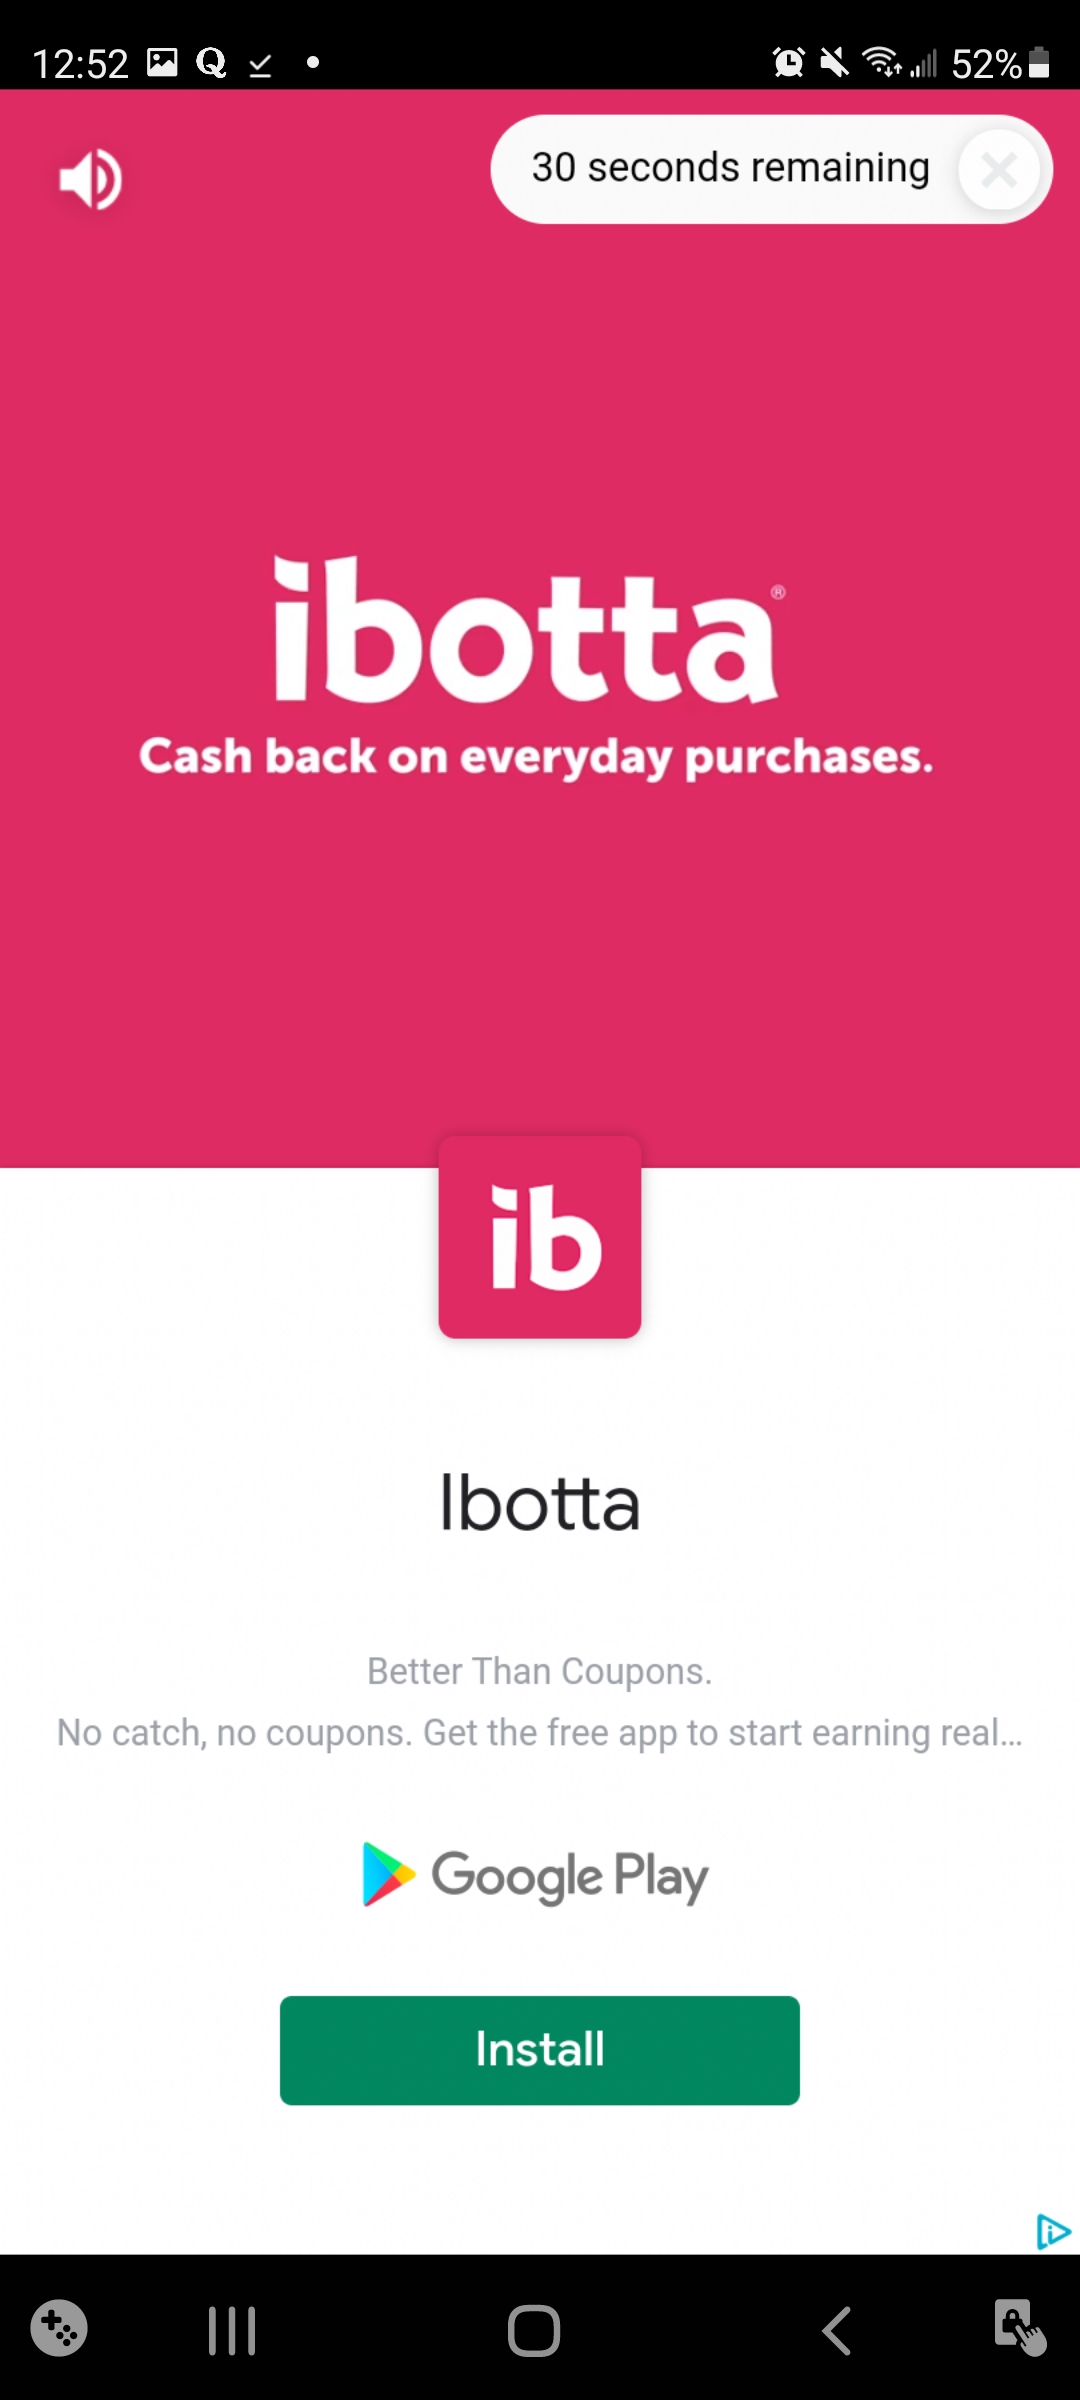 12:52
52%
30 seconds remaining
ibotta®
Cash back on everyday purchases.
ib
Ibotta
Better Than Coupons.
No catch, no coupons. Get the free app to start earning real...
Google Play
Install